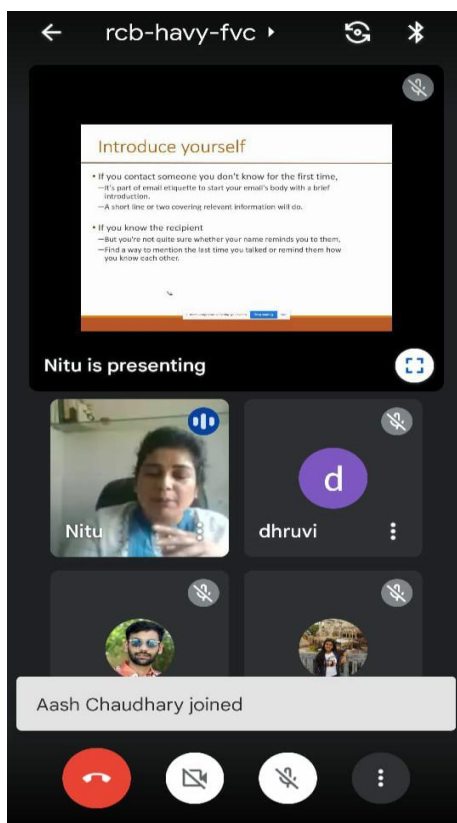 rcb-havy-fvc
Introduce yourself
• If you contact someone you don't know for the first time,
—It's part of email etiquette to start your email's body with a brief
introduction.
—A short line or two covering relevant information will do.
• If you know the recipient
—But you're not quite sure whether your name reminds you to them,
—Find a way to mention the last time you talked or remind them how
you know each other.
Nitu is presenting
Nitu
d
dhruvi
Aash Chaudhary joined